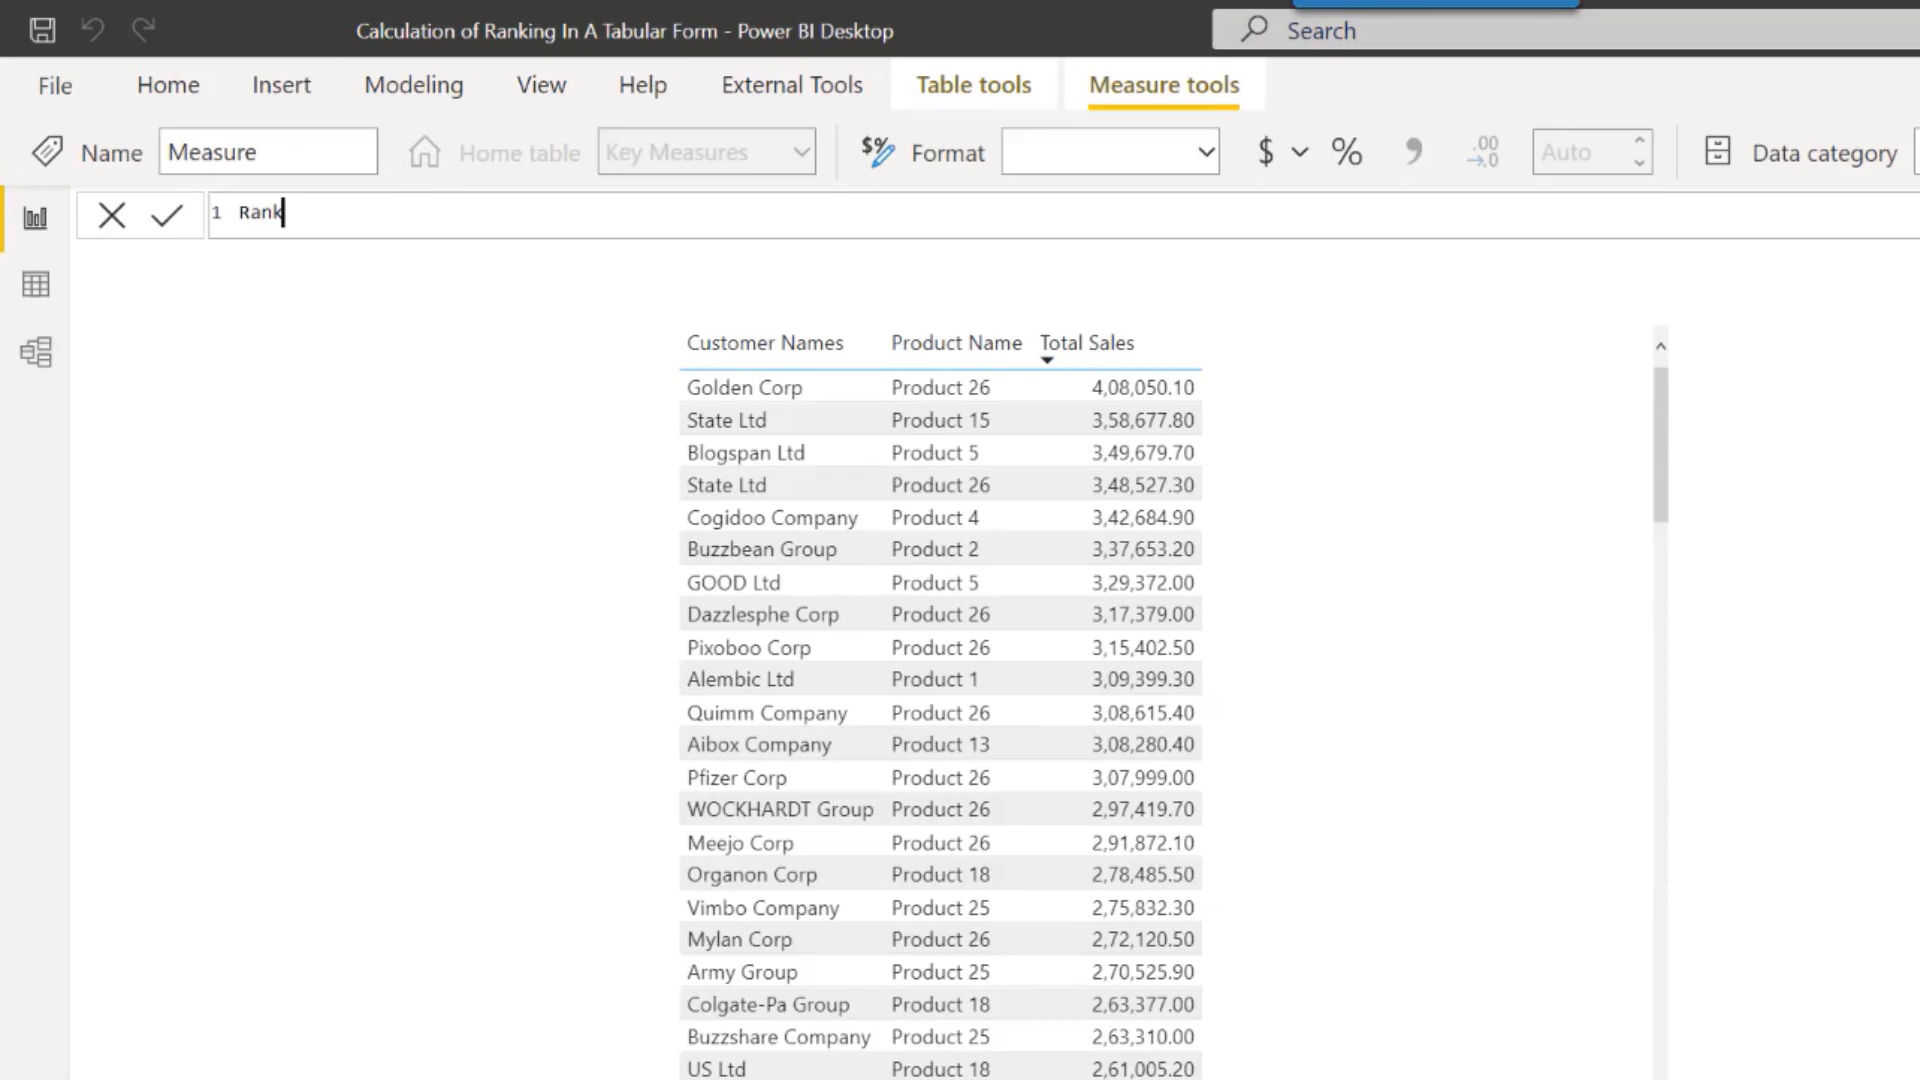 Calculation of Ranking In A Tabular Form - Power BI Desktop
Search
File Home Insert Modeling View Help External Tools Table tools Measure tools
Name Measure Home table Key Measures $% Format $ % , .00 →.0 Auto Data category
1 Rank
Customer Names Product Name Total Sales
Golden Corp Product 26 4,08,050.10
State Ltd Product 15 3,58,677.80
Blogspan Ltd Product 5 3,49,679.70
State Ltd Product 26 3,48,527.30
Cogidoo Company Product 4 3,42,684.90
Buzzbean Group Product 2 3,37,653.20
GOOD Ltd Product 5 3,29,372.00
Dazzlesphe Corp Product 26 3,17,379.00
Pixoboo Corp Product 26 3,15,402.50
Alembic Ltd Product 1 3,09,399.30
Quimm Company Product 26 3,08,615.40
Aibox Company Product 13 3,08,280.40
Pfizer Corp Product 26 3,07,999.00
WOCKHARDT Group Product 26 2,97,419.70
Meejo Corp Product 26 2,91,872.10
Organon Corp Product 18 2,78,485.50
Vimbo Company Product 25 2,75,832.30
Mylan Corp Product 26 2,72,120.50
Army Group Product 25 2,70,525.90
Colgate-Pa Group Product 18 2,63,377.00
Buzzshare Company Product 25 2,63,310.00
US Ltd Product 18 2,61,005.20